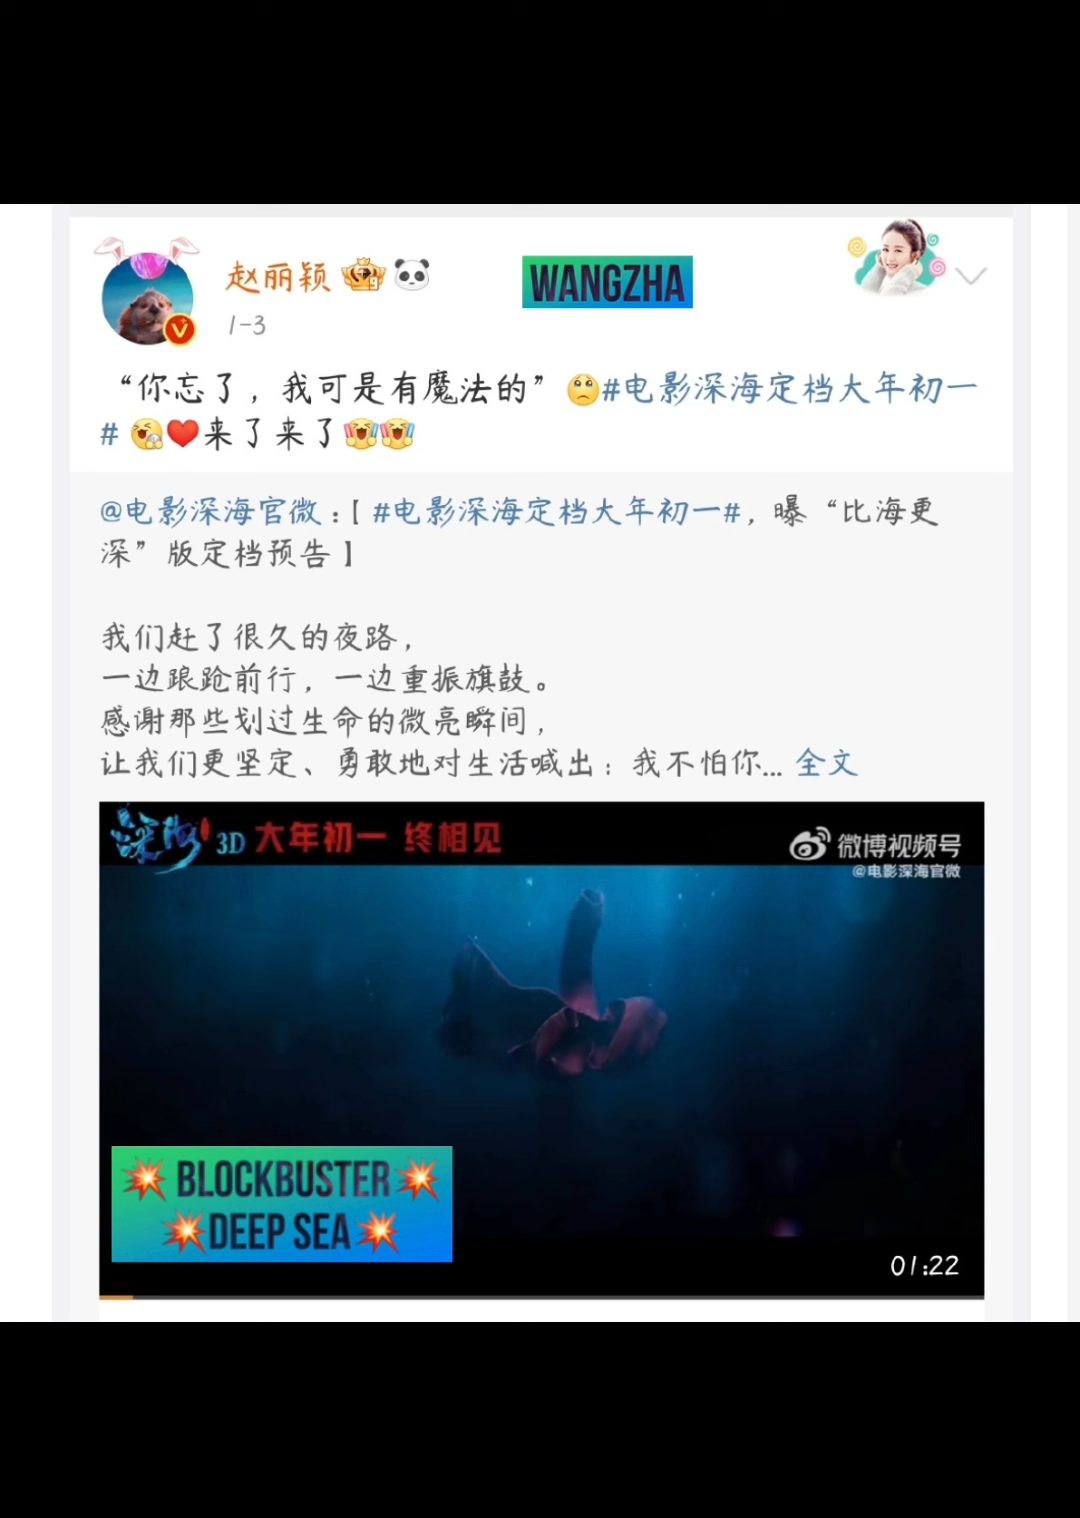 赵丽颖
WANGZHA
1-3
“你忘了，我可是有魔法的”#电影深海定档大年初一
#来了来了
@电影深海官微：【#电影深海定档大年初一#，曝“比海更
深”版定档预告】
我们赶了很久的夜路，
一边踉跄前行，一边重振旗鼓。
感谢那些划过生命的微亮瞬间，
让我们更坚定、勇敢地对生活喊出：我不怕你... 全文
深海 3D 大年初一 终相见
微博视频号
@电影深海官微
💥 BLOCKBUSTER 💥
💥 DEEP SEA 💥
01:22